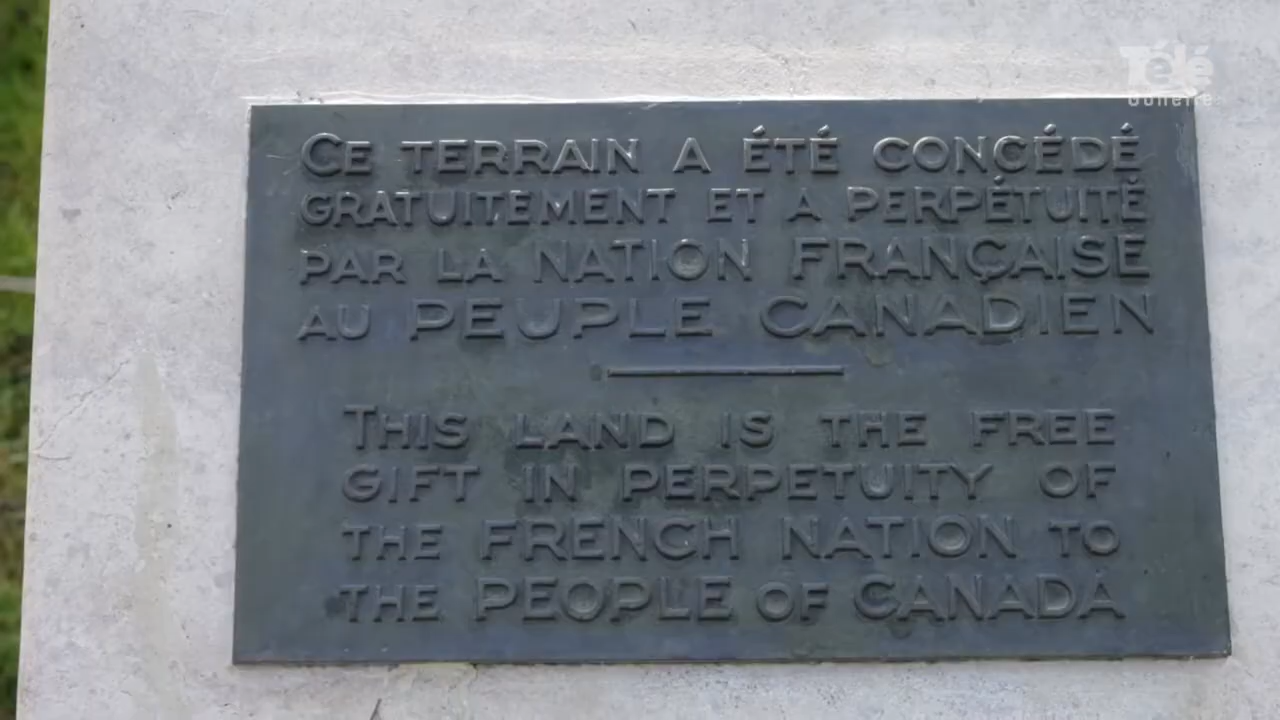 Télé
CE TERRAIN A ÉTÉ CONCÉDÉ
GRATUITEMENT ET A PERPÉTUITÉ
PAR LA NATION FRANÇAISE
AU PEUPLE CANADIEN
THIS LAND IS THE FREE
GIFT IN PERPETUITY OF
THE FRENCH NATION TO
THE PEOPLE OF CANADA